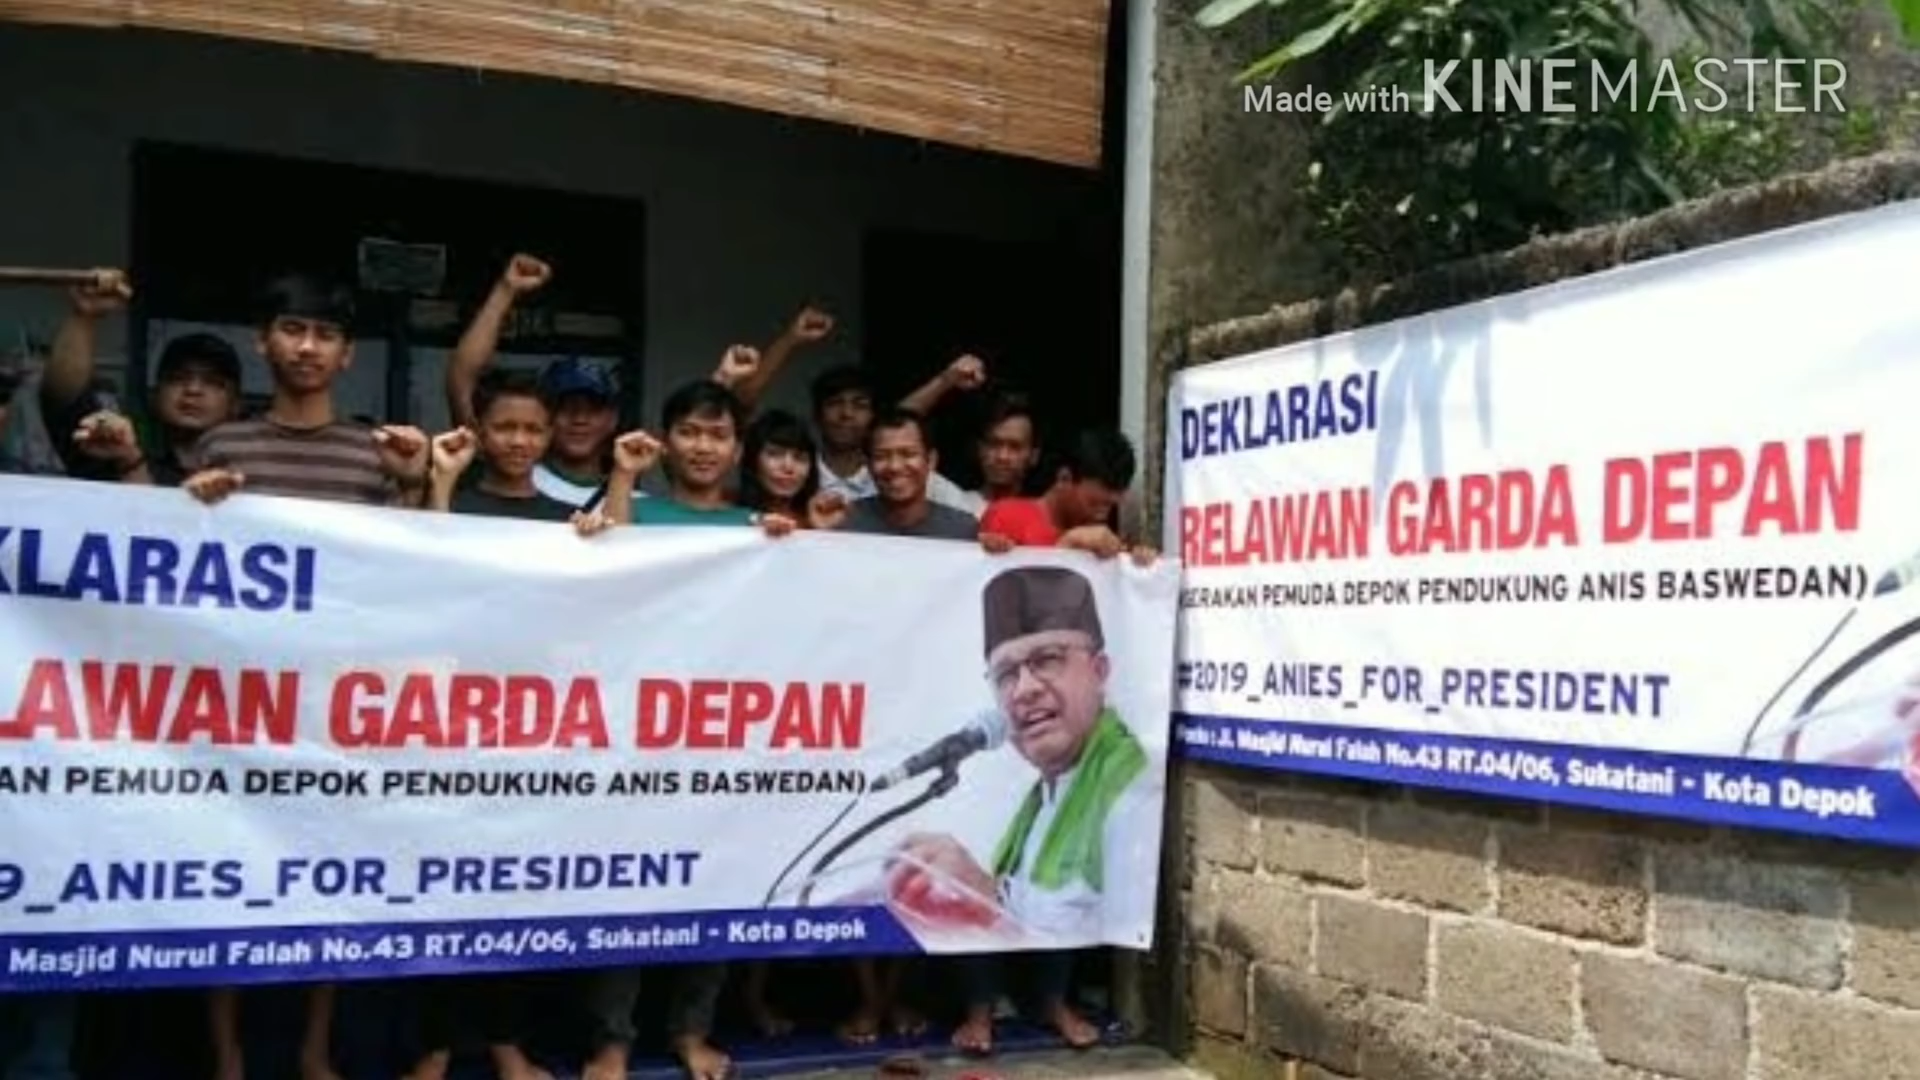 Made with KINEMASTER
KLARASI
LAWAN GARDA DEPAN
AN PEMUDA DEPOK PENDUKUNG ANIS BASWEDAN)
9_ANIES_FOR_PRESIDENT
Masjid Nurul Falah No.43 RT.04/06, Sukatani - Kota Depok
DEKLARASI
RELAWAN GARDA DEPAN
GERAKAN PEMUDA DEPOK PENDUKUNG ANIS BASWEDAN)
#2019_ANIES_FOR_PRESIDENT
Jl. Masjid Nurul Falah No.43 RT.04/06, Sukatani - Kota Depok